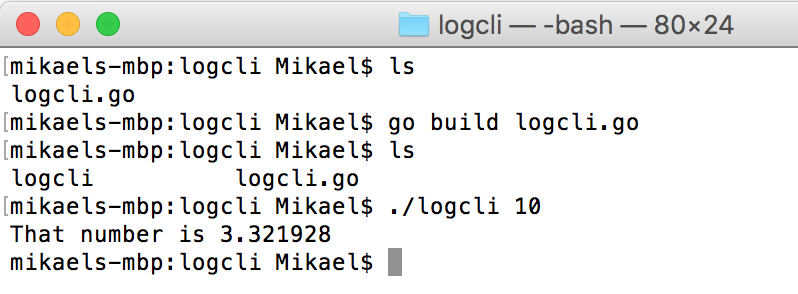 logcli — -bash — 80×24
[mikaels-mbp:logcli Mikael$ ls
logcli.go
[mikaels-mbp:logcli Mikael$ go build logcli.go
[mikaels-mbp:logcli Mikael$ ls
logcli          logcli.go
[mikaels-mbp:logcli Mikael$ ./logcli 10
That number is 3.321928
mikaels-mbp:logcli Mikael$